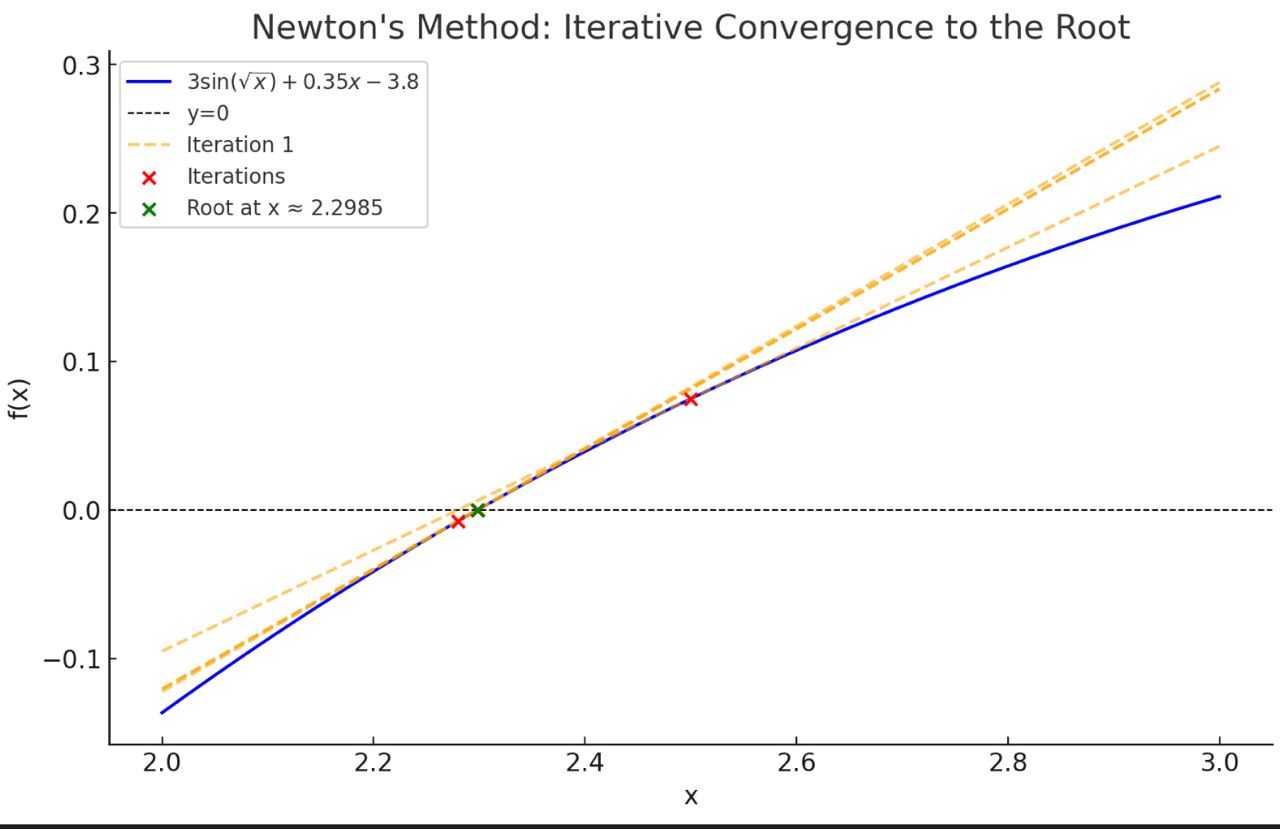 Newton's Method: Iterative Convergence to the Root
0.3
3sin(√x) + 0.35x − 3.8
y=0
Iteration 1
Iterations
Root at x ≈ 2.2985
0.2
0.1
f(x)
0.0
−0.1
2.0 2.2 2.4 2.6 2.8 3.0
x